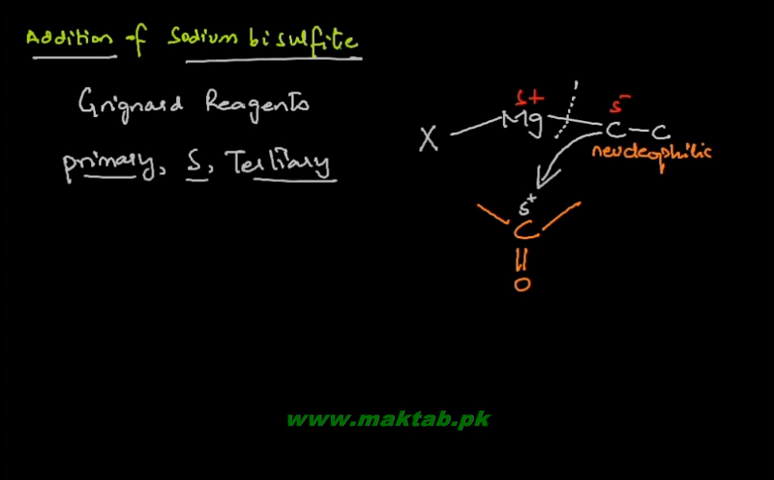 Addition of Sodium bisulfite
Grignard Reagents
primary, S, Tertiary
X Mg C-C
δ+ δ-
neucleophilic
δ+
C
O
www.maktab.pk